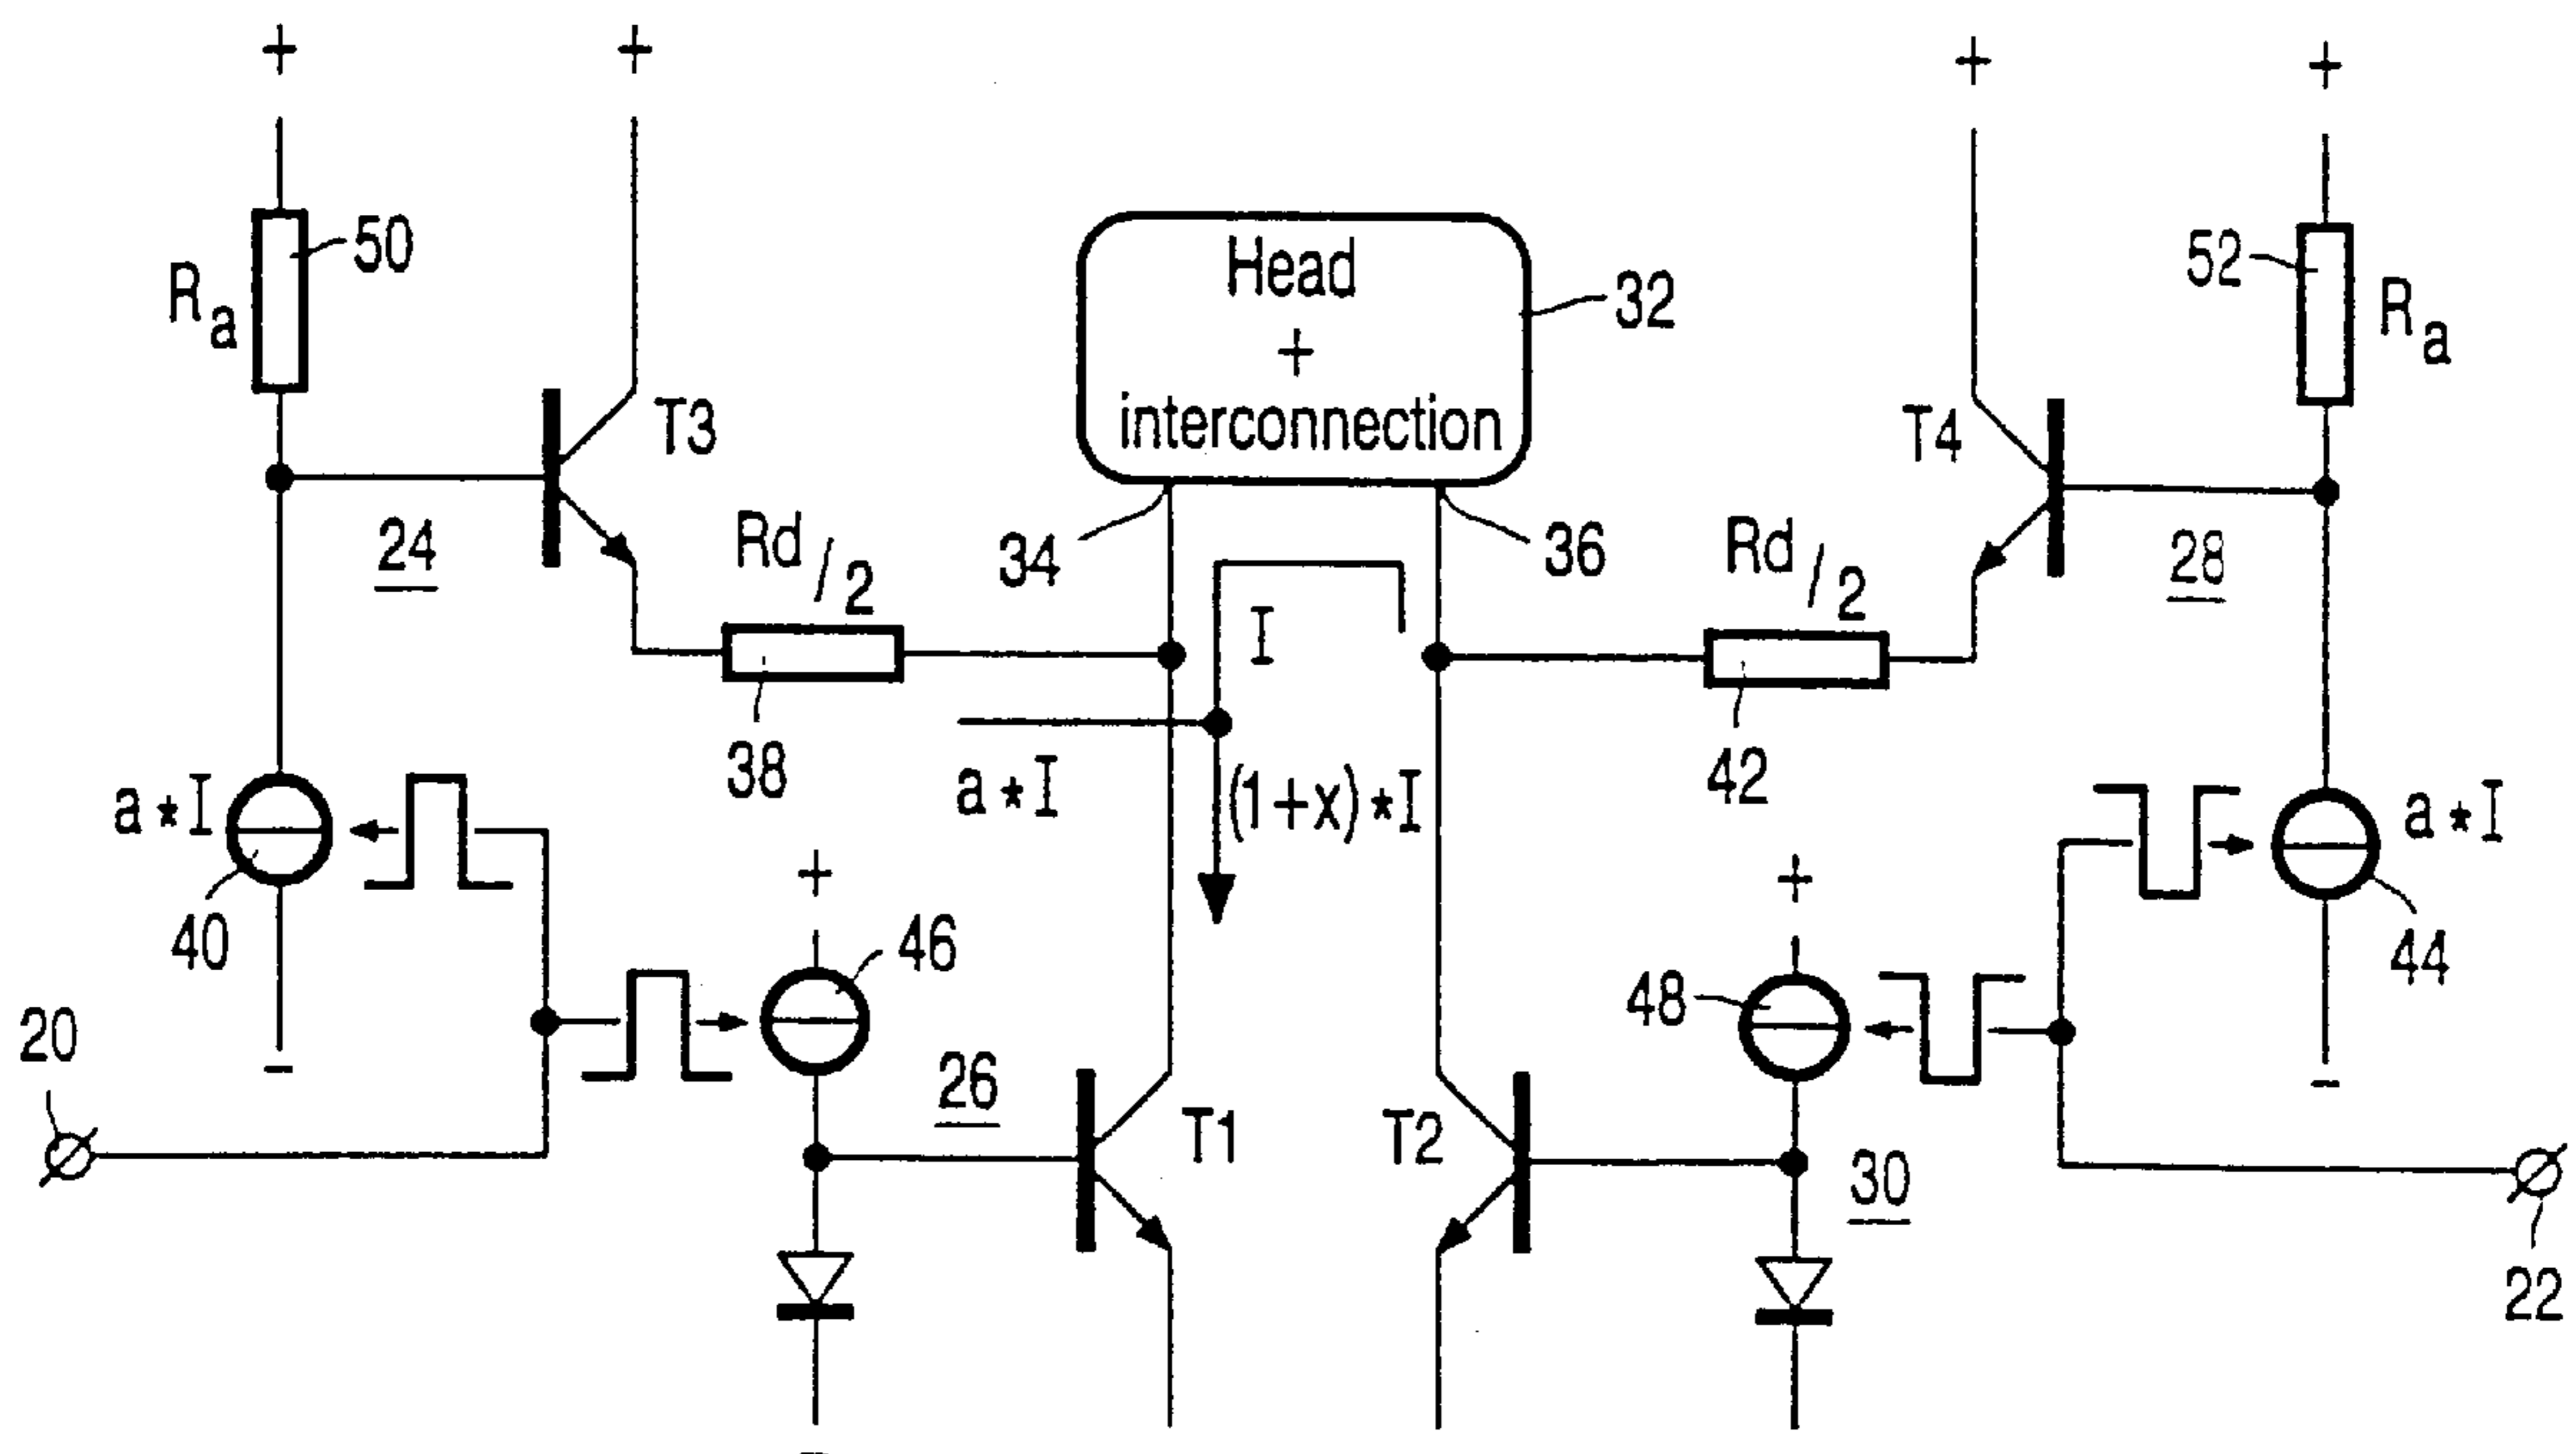 + + + +
50
Ra
T3
Head
+
interconnection
32
52
Ra
T4
24
Rd/2
34
36
Rd/2
28
I
38
42
a*I
a*I
(1+x)*I
a*I
40
46
+
+
48
44
20
-
26
-
T1
T2
30
22
-